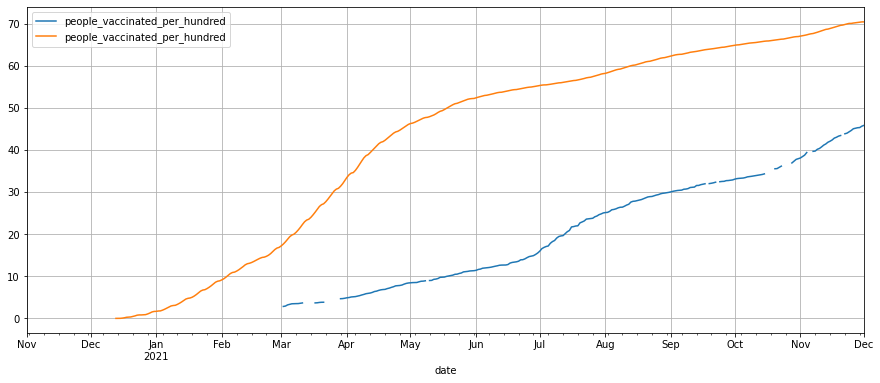 people_vaccinated_per_hundred
people_vaccinated_per_hundred
70
60
50
40
30
20
10
0
Nov Dec Jan Feb Mar Apr May Jun Jul Aug Sep Oct Nov Dec
2021
date